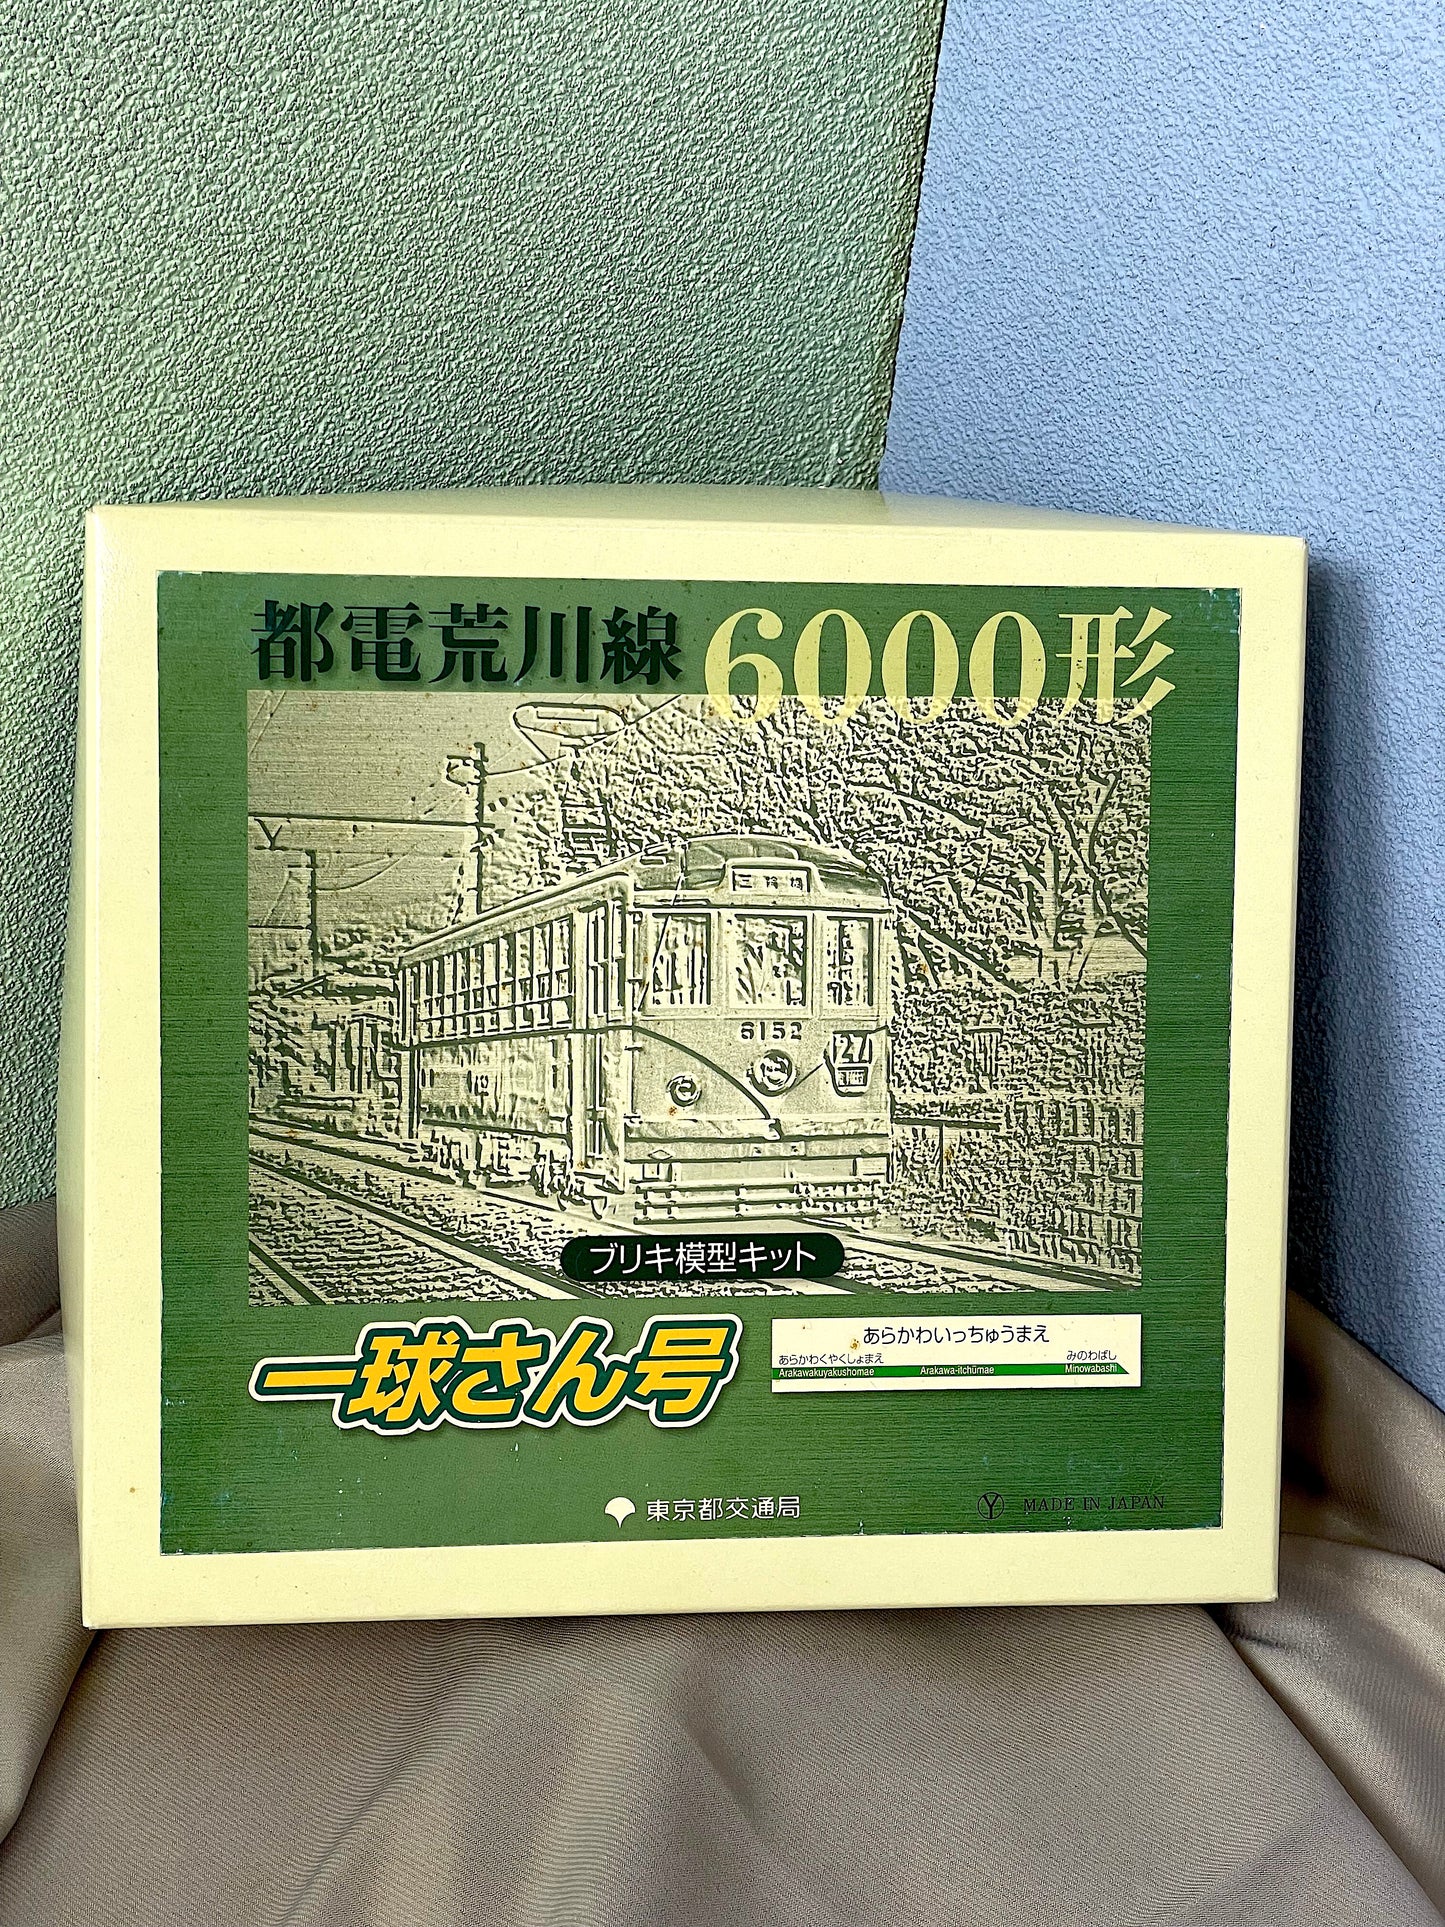 都電荒川線 6000形
三ノ輪橋
6152
27
ブリキ模型キット
一球さん号
あらかわいっちゅうまえ
あらかわくやくしょまえ みのわばし
Arakawakuyakushomae Arakawa-itchūmae Minowabashi
東京都交通局
Y MADE IN JAPAN